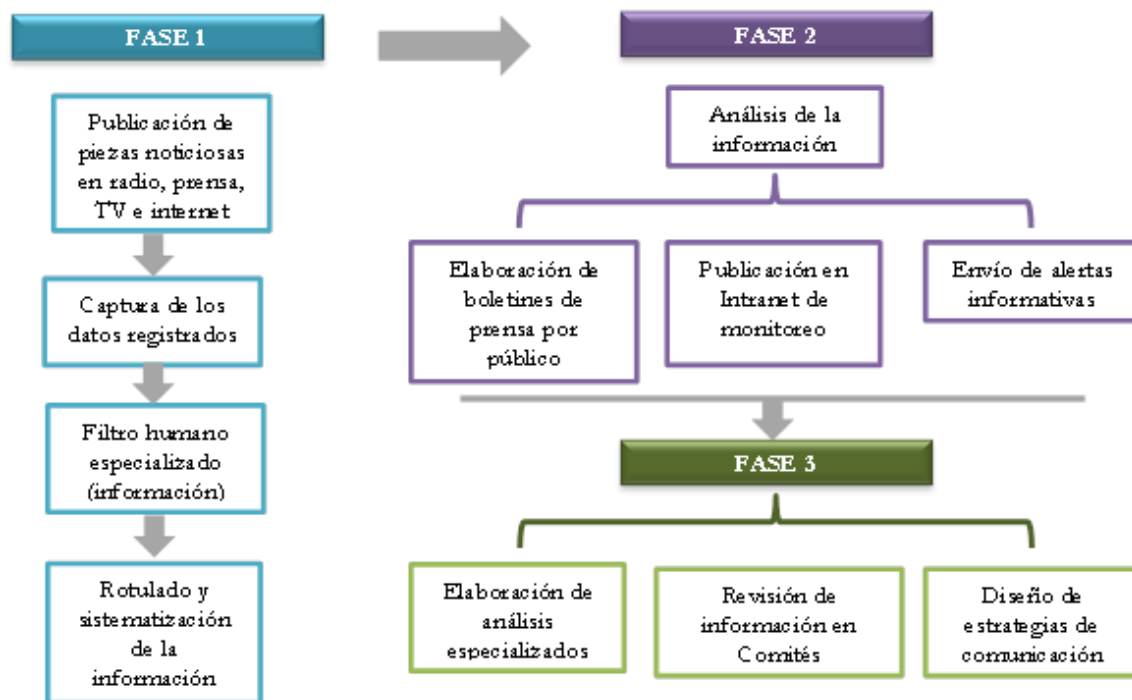 FASE 1
Publicación de
piezas noticiosas
en radio, prensa,
TV e internet
Captura de los
datos registrados
Filtro humano
especializado
(información)
Rotulado y
sistematización
de la
información
FASE 2
Análisis de la
información
Elaboración de
boletines de
prensa por
público
Publicación en
Intranet de
monitoreo
Envío de alertas
informativas
FASE 3
Elaboración de
análisis
especializados
Revisión de
información en
Comités
Diseño de
estrategias de
comunicación